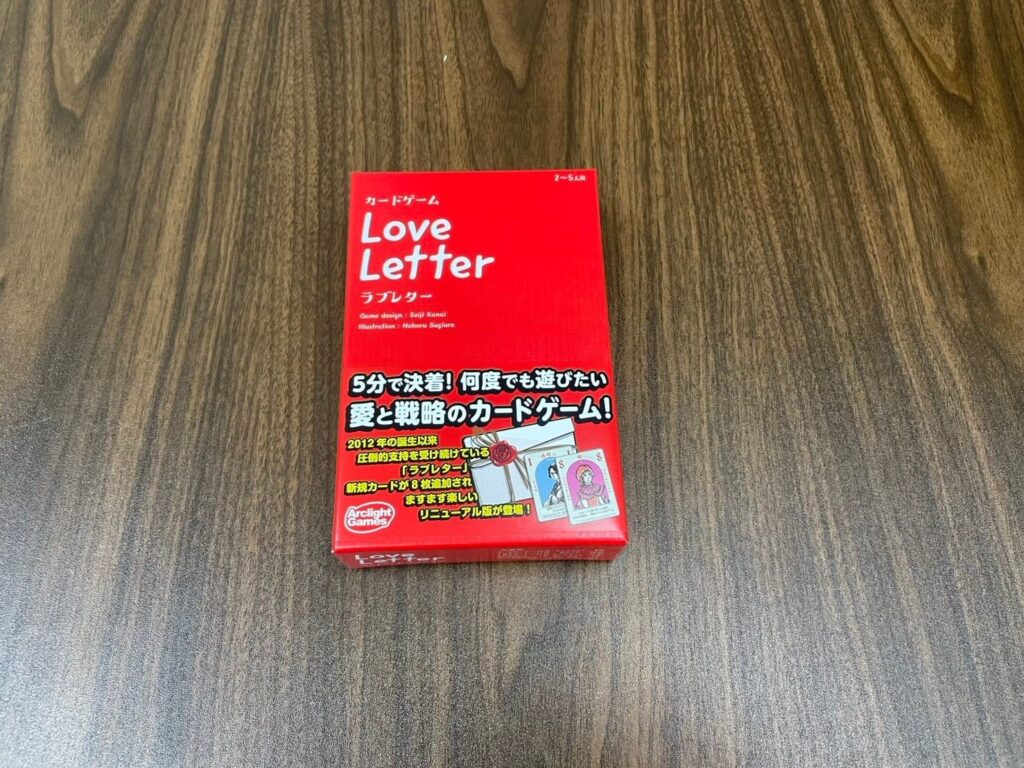 2〜5人用
カードゲーム
Love
Letter
ラブレター
Game design : Seiji Kanai
Illustration : Noboru Sugiura
5分で決着! 何度でも遊びたい
愛と戦略のカードゲーム!
2012年の誕生以来
圧倒的支持を受け続けている
「ラブレター」
新規カードが8枚追加され
ますます楽しい
リニューアル版が登場!
1
8
8
Arclight
Games
Love
Letter